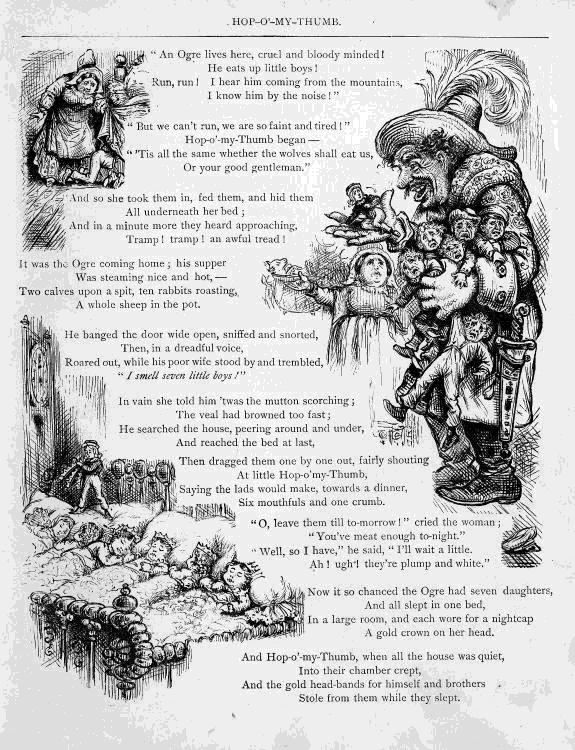 HOP-O'-MY-THUMB.
"An Ogre lives here, cruel and bloody minded!
He eats up little boys!
Run, run! I hear him coming from the mountains,
I know him by the noise!"
"But we can't run, we are so faint and tired!"
Hop-o'-my-Thumb began—
"'Tis all the same whether the wolves shall eat us,
Or your good gentleman."
And so she took them in, fed them, and hid them
All underneath her bed;
And in a minute more they heard approaching,
Tramp! tramp! an awful tread!
It was the Ogre coming home; his supper
Was steaming nice and hot,—
Two calves upon a spit, ten rabbits roasting,
A whole sheep in the pot.
He banged the door wide open, sniffed and snorted,
Then, in a dreadful voice,
Roared out, while his poor wife stood by and trembled,
"I smell seven little boys!"
In vain she told him 'twas the mutton scorching;
The veal had browned too fast;
He searched the house, peering around and under,
And reached the bed at last,
Then dragged them one by one out, fairly shouting
At little Hop-o'my-Thumb,
Saying the lads would make, towards a dinner,
Six mouthfuls and one crumb.
"O, leave them till to-morrow!" cried the woman;
"You've meat enough to-night."
"Well, so I have," he said, "I'll wait a little.
Ah! ugh! they're plump and white."
Now it so chanced the Ogre had seven daughters,
And all slept in one bed,
In a large room, and each wore for a nightcap
A gold crown on her head.
And Hop-o'-my-Thumb, when all the house was quiet,
Into their chamber crept,
And the gold head-bands for himself and brothers
Stole from them while they slept.